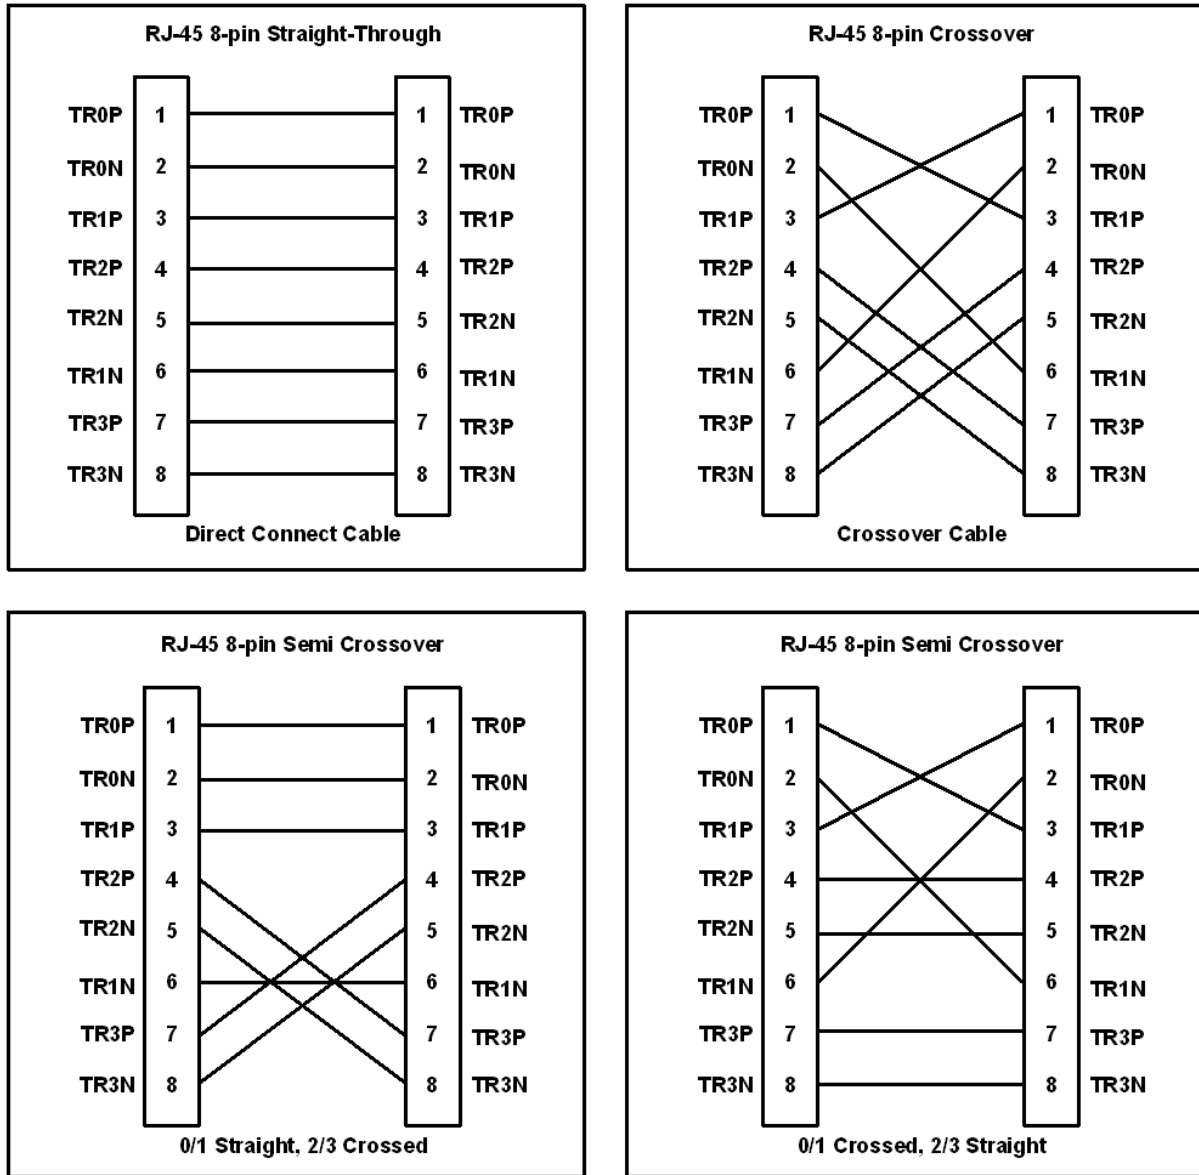 RJ-45 8-pin Straight-Through
TR0P 1 1 TR0P
TR0N 2 2 TR0N
TR1P 3 3 TR1P
TR2P 4 4 TR2P
TR2N 5 5 TR2N
TR1N 6 6 TR1N
TR3P 7 7 TR3P
TR3N 8 8 TR3N
Direct Connect Cable
RJ-45 8-pin Crossover
TR0P 1 1 TR0P
TR0N 2 2 TR0N
TR1P 3 3 TR1P
TR2P 4 4 TR2P
TR2N 5 5 TR2N
TR1N 6 6 TR1N
TR3P 7 7 TR3P
TR3N 8 8 TR3N
Crossover Cable
RJ-45 8-pin Semi Crossover
TR0P 1 1 TR0P
TR0N 2 2 TR0N
TR1P 3 3 TR1P
TR2P 4 4 TR2P
TR2N 5 5 TR2N
TR1N 6 6 TR1N
TR3P 7 7 TR3P
TR3N 8 8 TR3N
0/1 Straight, 2/3 Crossed
RJ-45 8-pin Semi Crossover
TR0P 1 1 TR0P
TR0N 2 2 TR0N
TR1P 3 3 TR1P
TR2P 4 4 TR2P
TR2N 5 5 TR2N
TR1N 6 6 TR1N
TR3P 7 7 TR3P
TR3N 8 8 TR3N
0/1 Crossed, 2/3 Straight